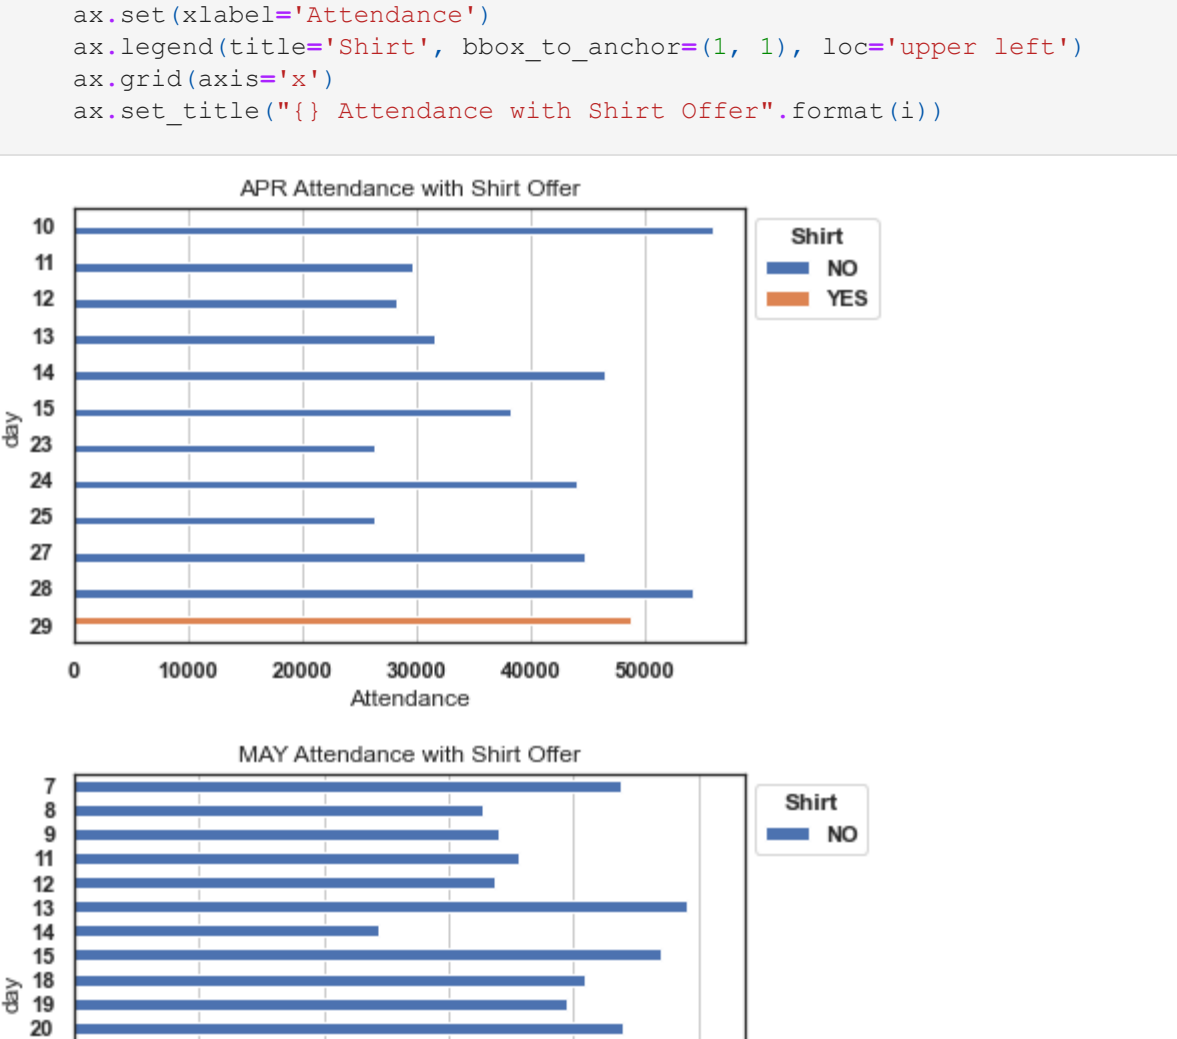 ax.set(xlabel='Attendance')
ax.legend(title='Shirt', bbox_to_anchor=(1, 1), loc='upper left')
ax.grid(axis='x')
ax.set_title("{} Attendance with Shirt Offer".format(i))
APR Attendance with Shirt Offer
day
10
11
12
13
14
15
23
24
25
27
28
29
0 10000 20000 30000 40000 50000
Attendance
Shirt
NO
YES
MAY Attendance with Shirt Offer
day
7
8
9
11
12
13
14
15
18
19
20
Shirt
NO